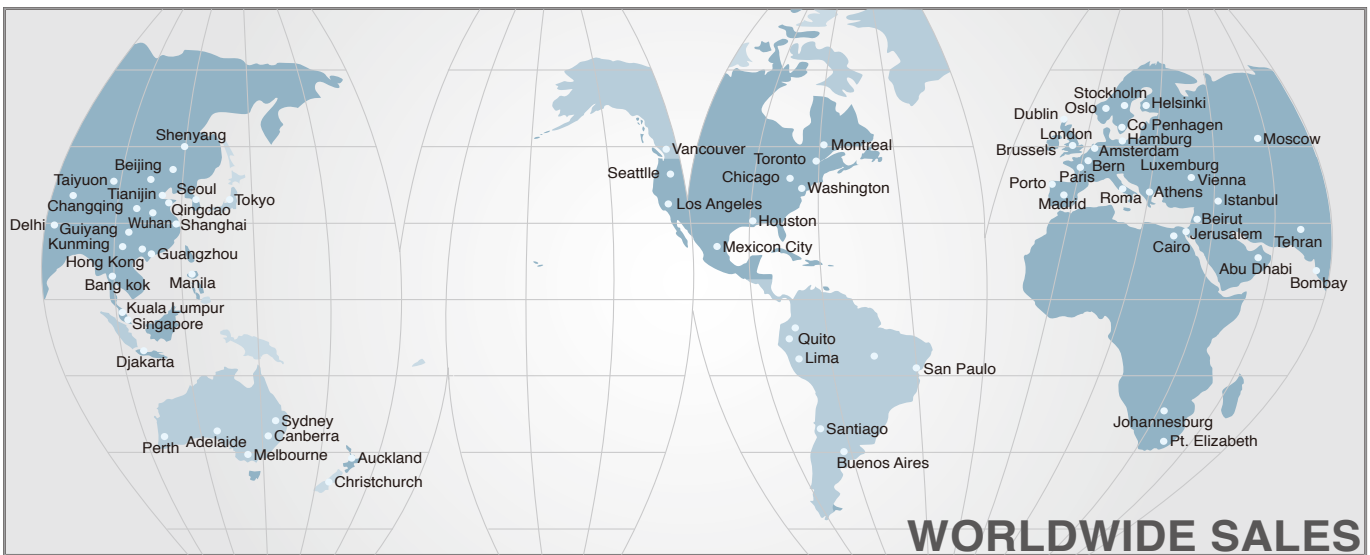 Shenyang
Beijing
Taiyuon
Tianjin
Seoul
Changqing
Qingdao
Tokyo
Delhi
Guiyang
Wuhan
Shanghai
Kunming
Guangzhou
Hong Kong
Bang kok
Manila
Kuala Lumpur
Singapore
Djakarta
Sydney
Canberra
Adelaide
Perth
Melbourne
Auckland
Christchurch
Vancouver
Seattlle
Los Angeles
Montreal
Toronto
Chicago
Washington
Houston
Mexicon City
Quito
Lima
San Paulo
Santiago
Buenos Aires
Stockholm
Oslo
Helsinki
Dublin
Co Penhagen
London
Hamburg
Moscow
Brussels
Amsterdam
Bern
Luxemburg
Paris
Vienna
Porto
Madrid
Roma
Athens
Istanbul
Beirut
Jerusalem
Cairo
Tehran
Abu Dhabi
Bombay
Johannesburg
Pt. Elizabeth
WORLDWIDE SALES